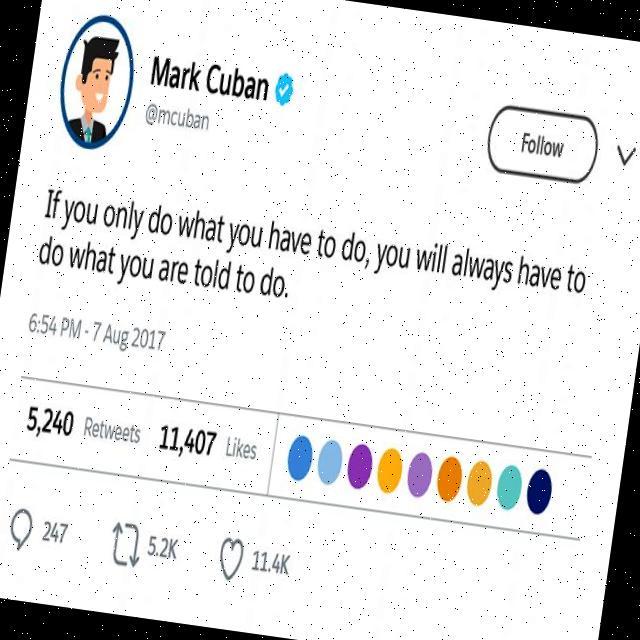 Mark Cuban
@mcuban
Follow
If you only do what you have to do, you will always have to
do what you are told to do.
6:54 PM - 7 Aug 2017
5,240 Retweets 11,407 Likes
247 5.2K 11.4K